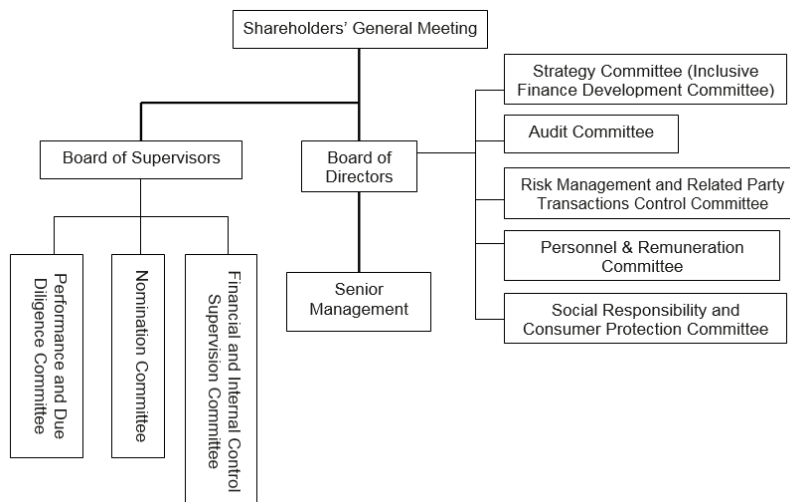 Shareholders' General Meeting
Strategy Committee (Inclusive
Finance Development Committee)
Audit Committee
Board of Supervisors
Board of
Directors
Risk Management and Related Party
Transactions Control Committee
Personnel & Remuneration
Committee
Senior
Management
Social Responsibility and
Consumer Protection Committee
Performance and Due
Diligence Committee
Nomination Committee
Financial and Internal Control
Supervision Committee